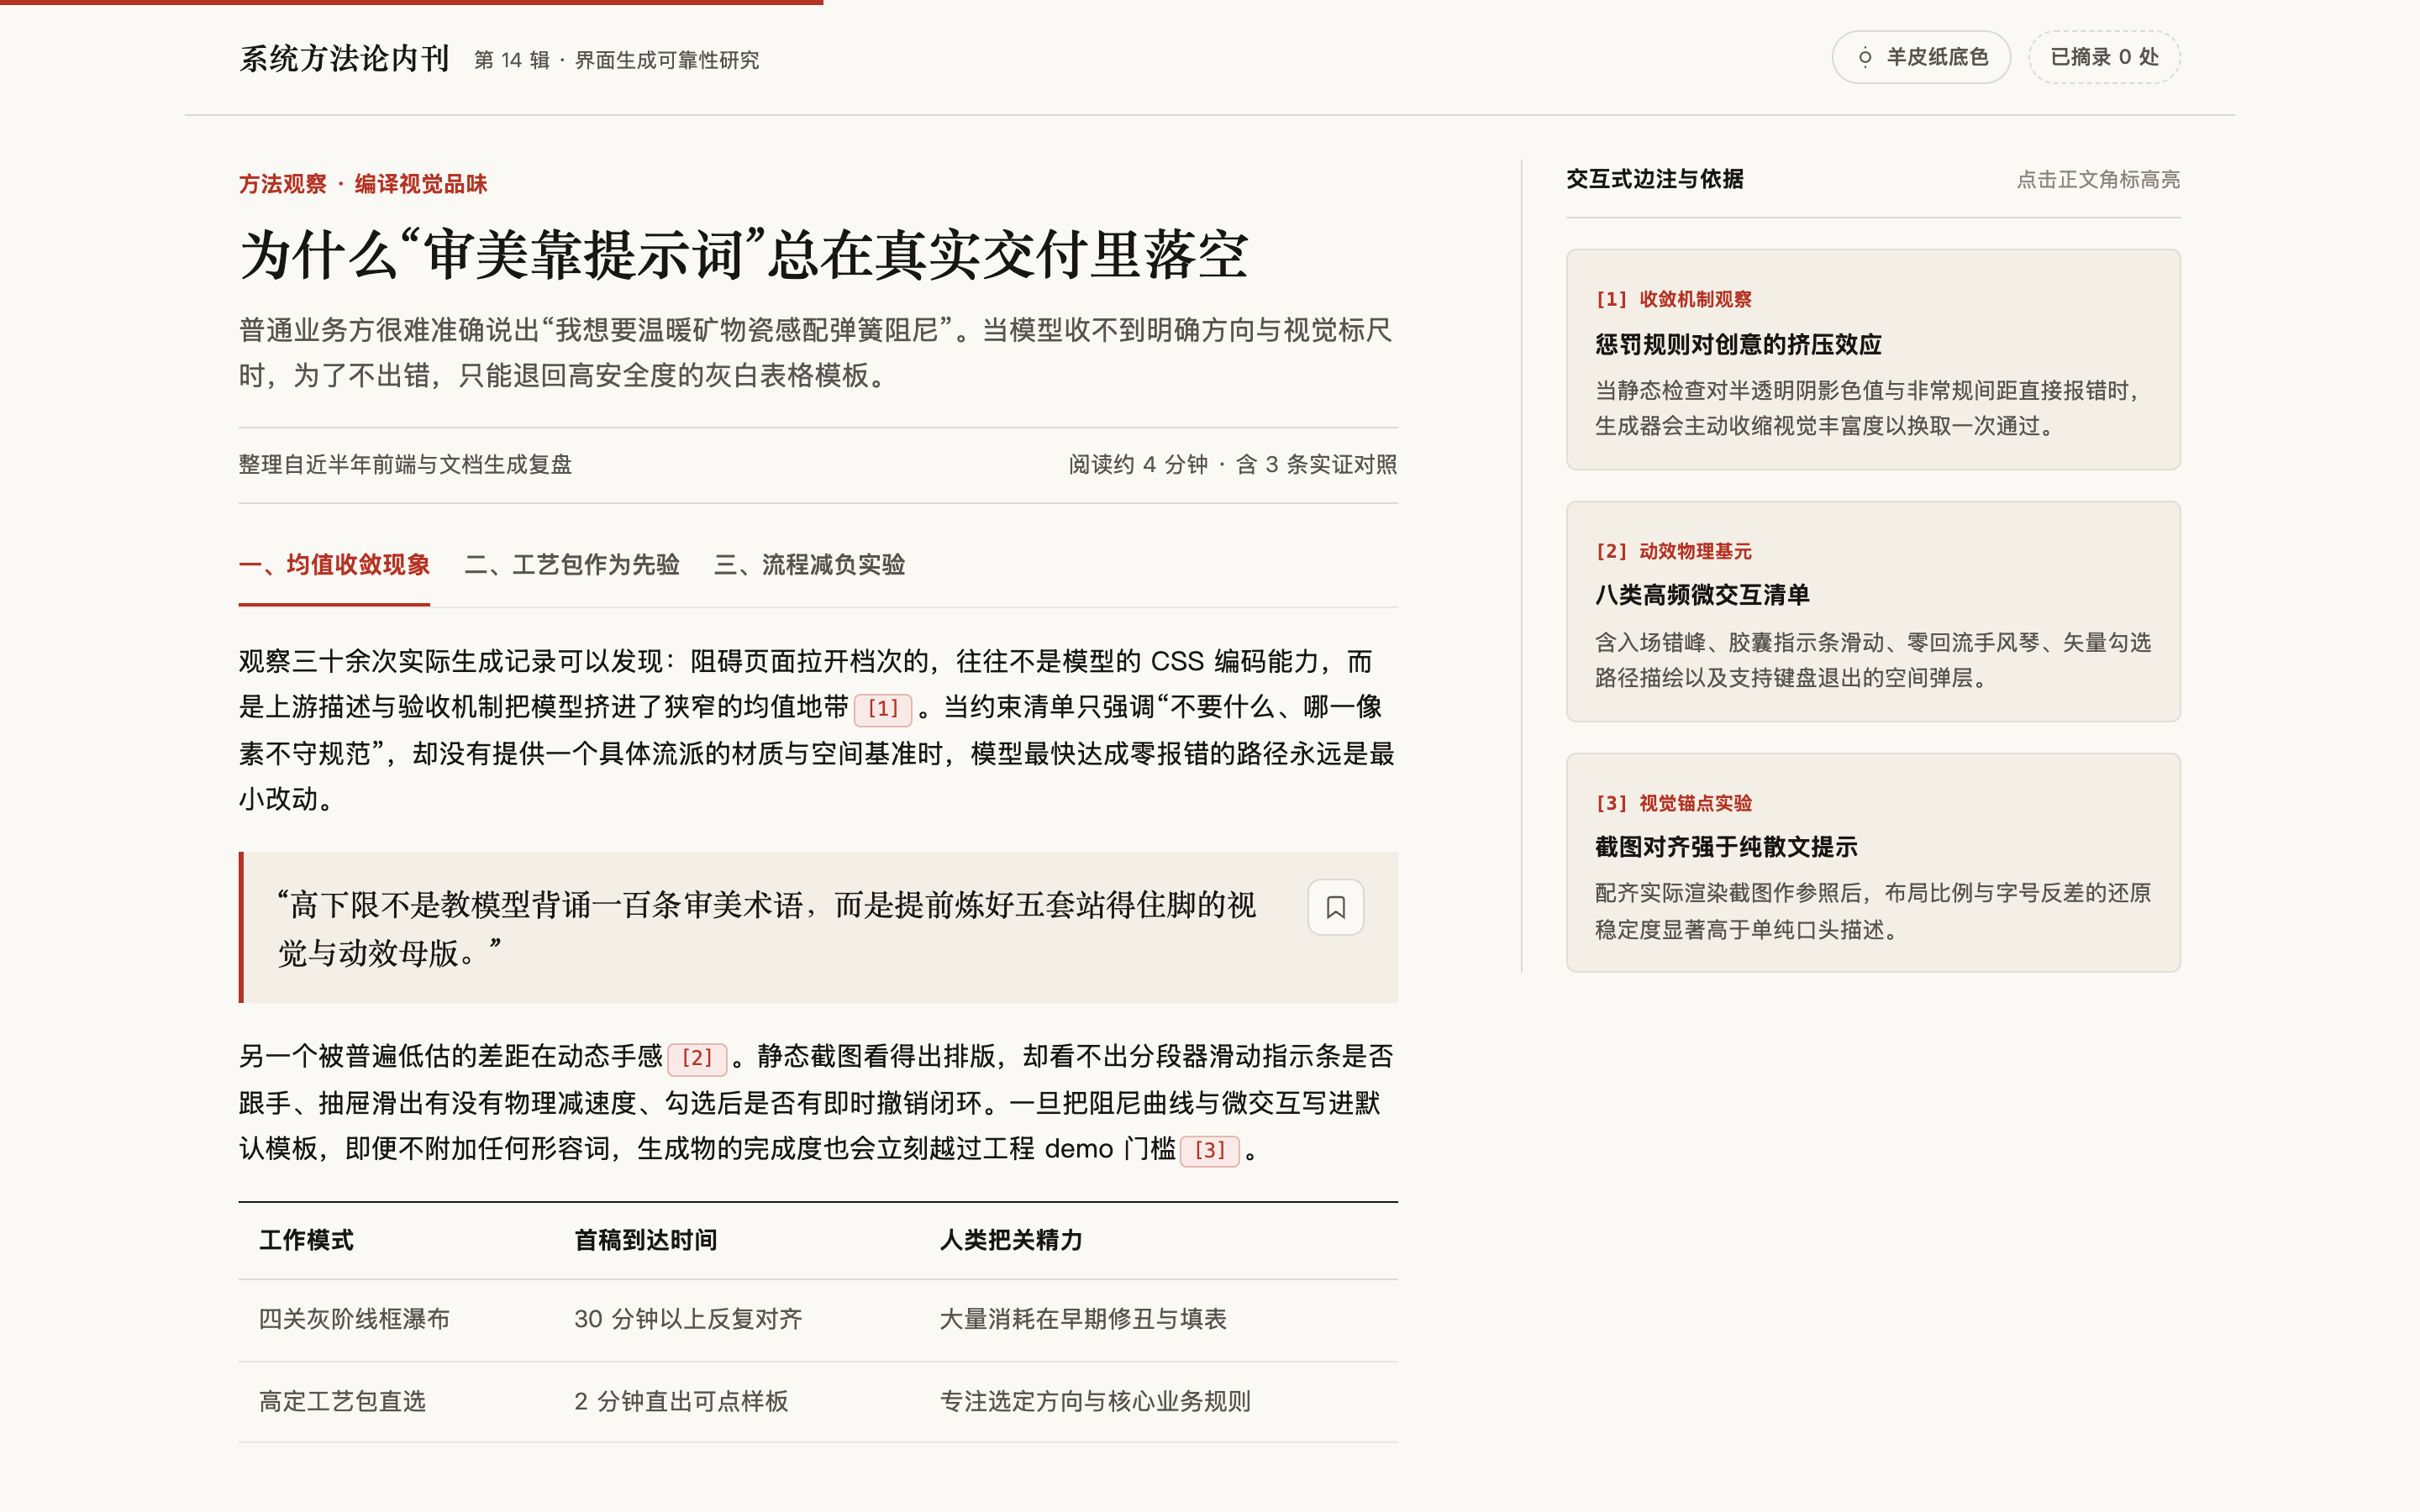 系统方法论内刊 第 14 辑 · 界面生成可靠性研究
羊皮纸底色
已摘录 0 处
方法观察 · 编译视觉品味
为什么“审美靠提示词”总在真实交付里落空
普通业务方很难准确说出“我想要温暖矿物瓷感配弹簧阻尼”。当模型收不到明确方向与视觉标尺
时，为了不出错，只能退回高安全度的灰白表格模板。
整理自近半年前端与文档生成复盘
阅读约 4 分钟 · 含 3 条实证对照
一、均值收敛现象 二、工艺包作为先验 三、流程减负实验
观察三十余次实际生成记录可以发现：阻碍页面拉开档次的，往往不是模型的 CSS 编码能力，而
是上游描述与验收机制把模型挤进了狭窄的均值地带 [1] 。当约束清单只强调“不要什么、哪一像
素不守规范”，却没有提供一个具体流派的材质与空间基准时，模型最快达成零报错的路径永远是最
小改动。
“高下限不是教模型背诵一百条审美术语，而是提前炼好五套站得住脚的视
觉与动效母版。”
另一个被普遍低估的差距在动态手感 [2] 。静态截图看得出排版，却看不出分段器滑动指示条是否
跟手、抽屉滑出有没有物理减速度、勾选后是否有即时撤销闭环。一旦把阻尼曲线与微交互写进默
认模板，即便不附加任何形容词，生成物的完成度也会立刻越过工程 demo 门槛 [3] 。
工作模式 首稿到达时间 人类把关精力
四关灰阶线框瀑布 30 分钟以上反复对齐 大量消耗在早期修丑与填表
高定工艺包直选 2 分钟直出可点样板 专注选定方向与核心业务规则
交互式边注与依据 点击正文角标高亮
[1] 收敛机制观察
惩罚规则对创意的挤压效应
当静态检查对半透明阴影色值与非常规间距直接报错时，
生成器会主动收缩视觉丰富度以换取一次通过。
[2] 动效物理基元
八类高频微交互清单
含入场错峰、胶囊指示条滑动、零回流手风琴、矢量勾选
路径描绘以及支持键盘退出的空间弹层。
[3] 视觉锚点实验
截图对齐强于纯散文提示
配齐实际渲染截图作参照后，布局比例与字号反差的还原
稳定度显著高于单纯口头描述。